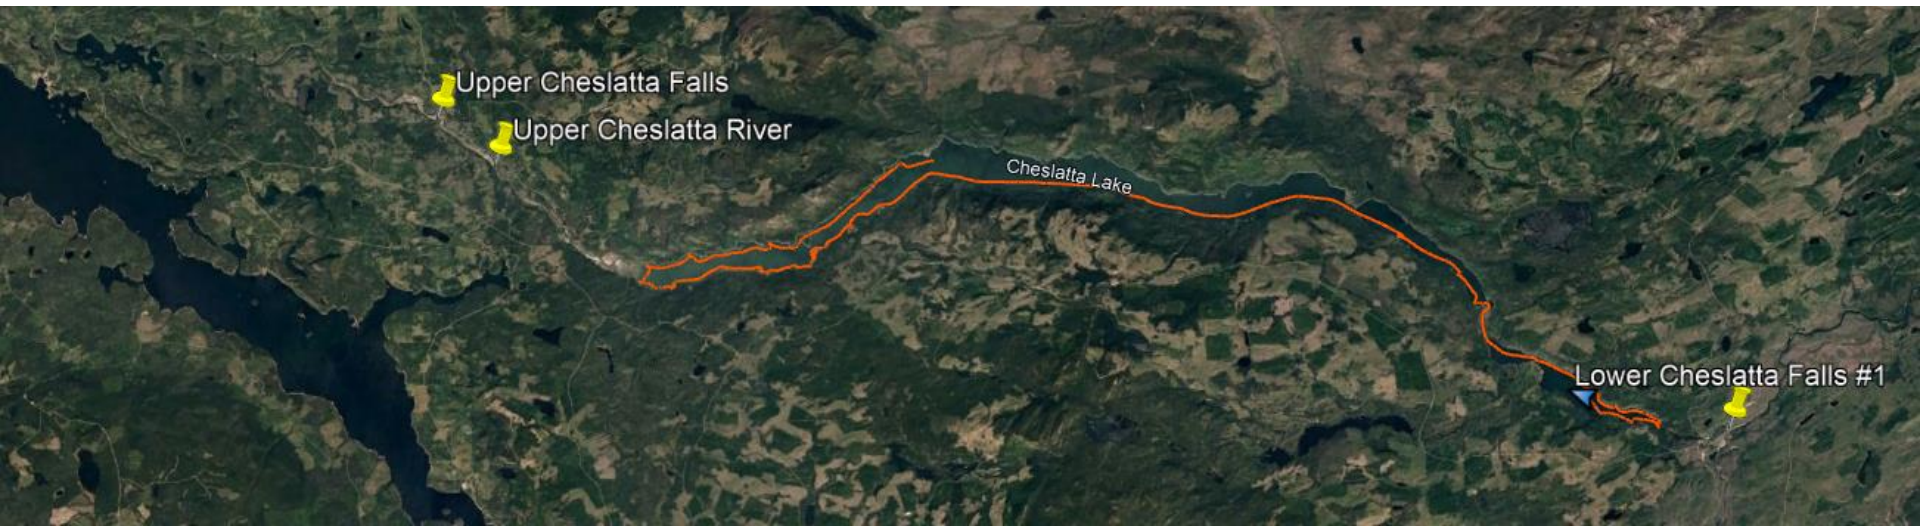 Upper Cheslatta Falls
Upper Cheslatta River
Cheslatta Lake
Lower Cheslatta Falls #1